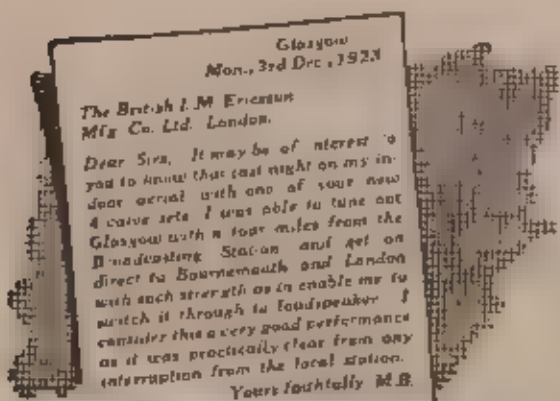 Glasgow
Mon., 3rd Dec., 1923
The British L M Ericsson
Mfg Co. Ltd. London.
Dear Sirs, It may be of interest to
you to know that last night on my in-
door aerial with one of your new
4 valve sets I was able to tune out
Glasgow with a four miles from the
Broadcasting Station and get on
direct to Bournemouth and London
with such strength as to enable me to
switch it through to loudspeaker I
consider this a very good performance
as it was practically clear from any
interruption from the local station.
Yours faithfully M.B.